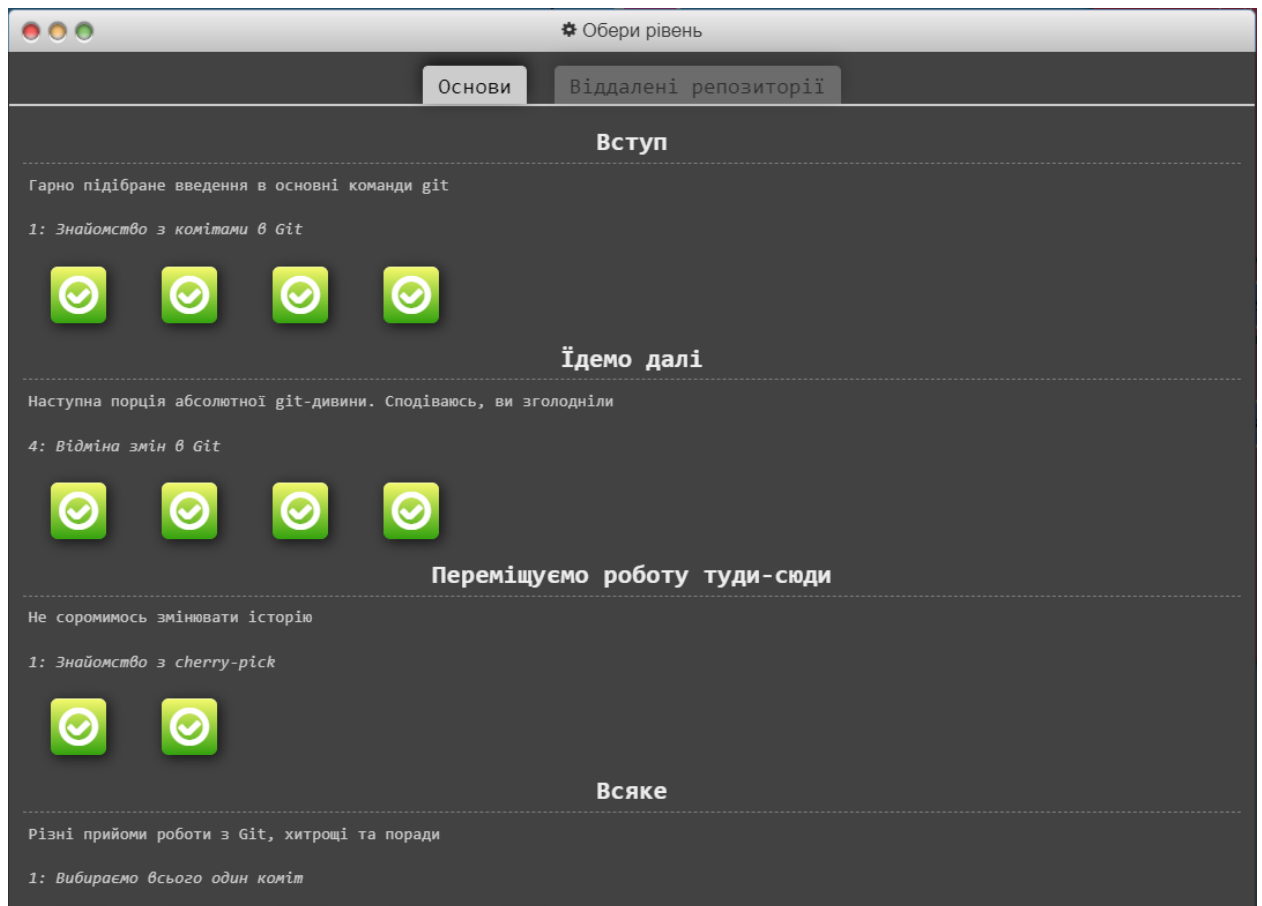 Обери рівень
Основи
Віддалені репозиторії
Вступ
Гарно підібране введення в основні команди git
1: Знайомство з комітами в Git
Їдемо далі
Наступна порція абсолютної git-дивини. Сподіваюсь, ви зголодніли
4: Відміна змін в Git
Переміщуємо роботу туди-сюди
Не соромимось змінювати історію
1: Знайомство з cherry-pick
Всяке
Різні прийоми роботи з Git, хитрощі та поради
1: Вибираємо всього один коміт